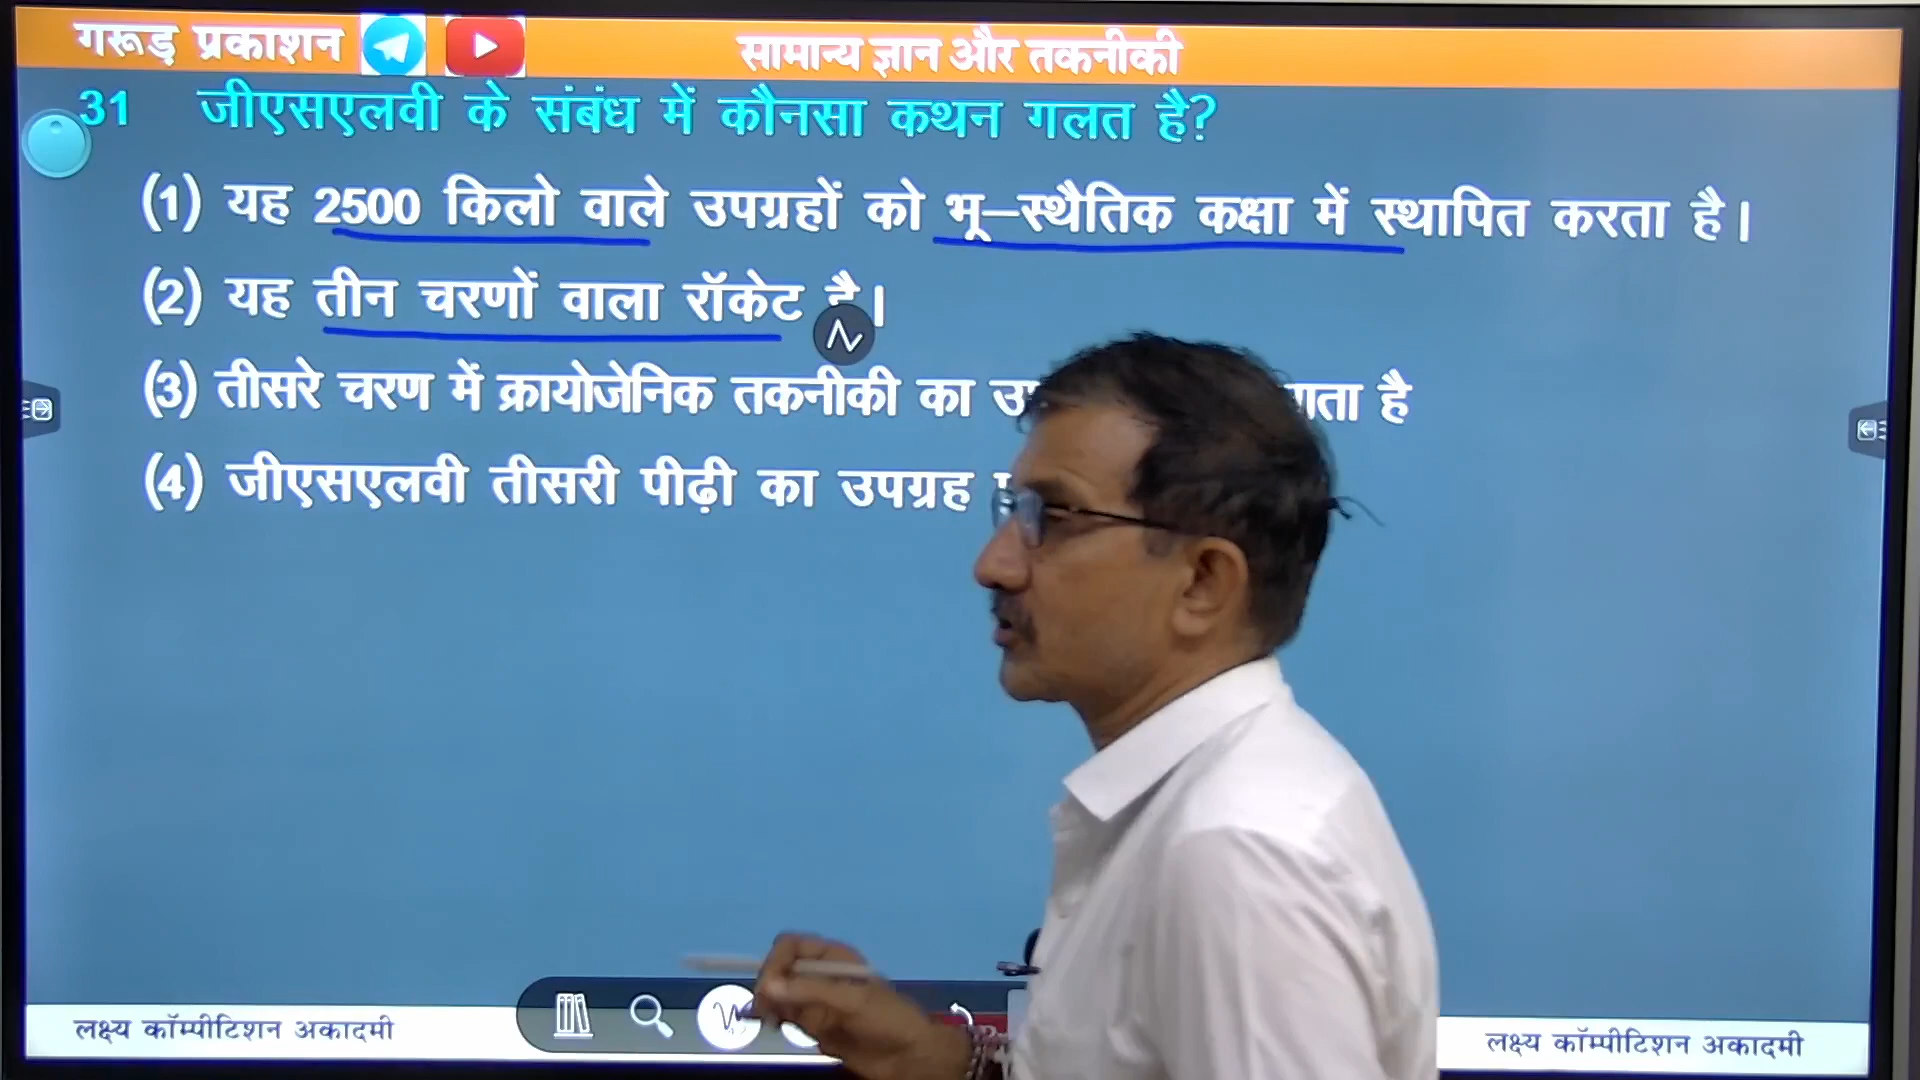 गरूड़ प्रकाशन
सामान्य ज्ञान और तकनीकी
31 जीएसएलवी के संबंध में कौनसा कथन गलत है?
(1) यह 2500 किलो वाले उपग्रहों को भू–स्थैतिक कक्षा में स्थापित करता है।
(2) यह तीन चरणों वाला रॉकेट है।
(3) तीसरे चरण में क्रायोजेनिक तकनीकी का है
(4) जीएसएलवी तीसरी पीढ़ी का उपग्रह
लक्ष्य कॉम्पीटिशन अकादमी
लक्ष्य कॉम्पीटिशन अकादमी